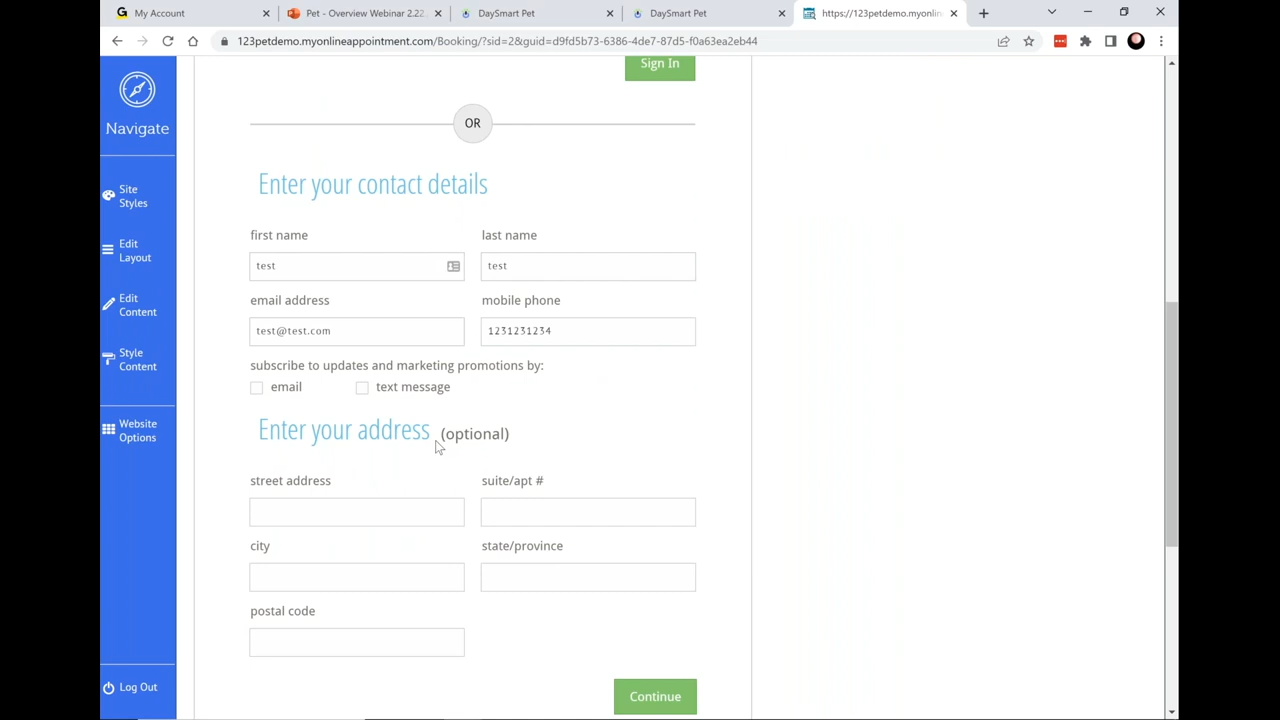 My Account
Pet - Overview Webinar 2.22
DaySmart Pet
DaySmart Pet
https://123petdemo.myonlin
123petdemo.myonlineappointment.com/Booking/?sid=2&guid=d9fd5b73-6386-4de7-87d5-f0a63ea2eb44
Navigate
Site
Styles
Edit
Layout
Edit
Content
Style
Content
Website
Options
Log Out
Sign In
OR
Enter your contact details
first name
last name
test
test
email address
mobile phone
test@test.com
1231231234
subscribe to updates and marketing promotions by:
email
text message
Enter your address (optional)
street address
suite/apt #
city
state/province
postal code
Continue